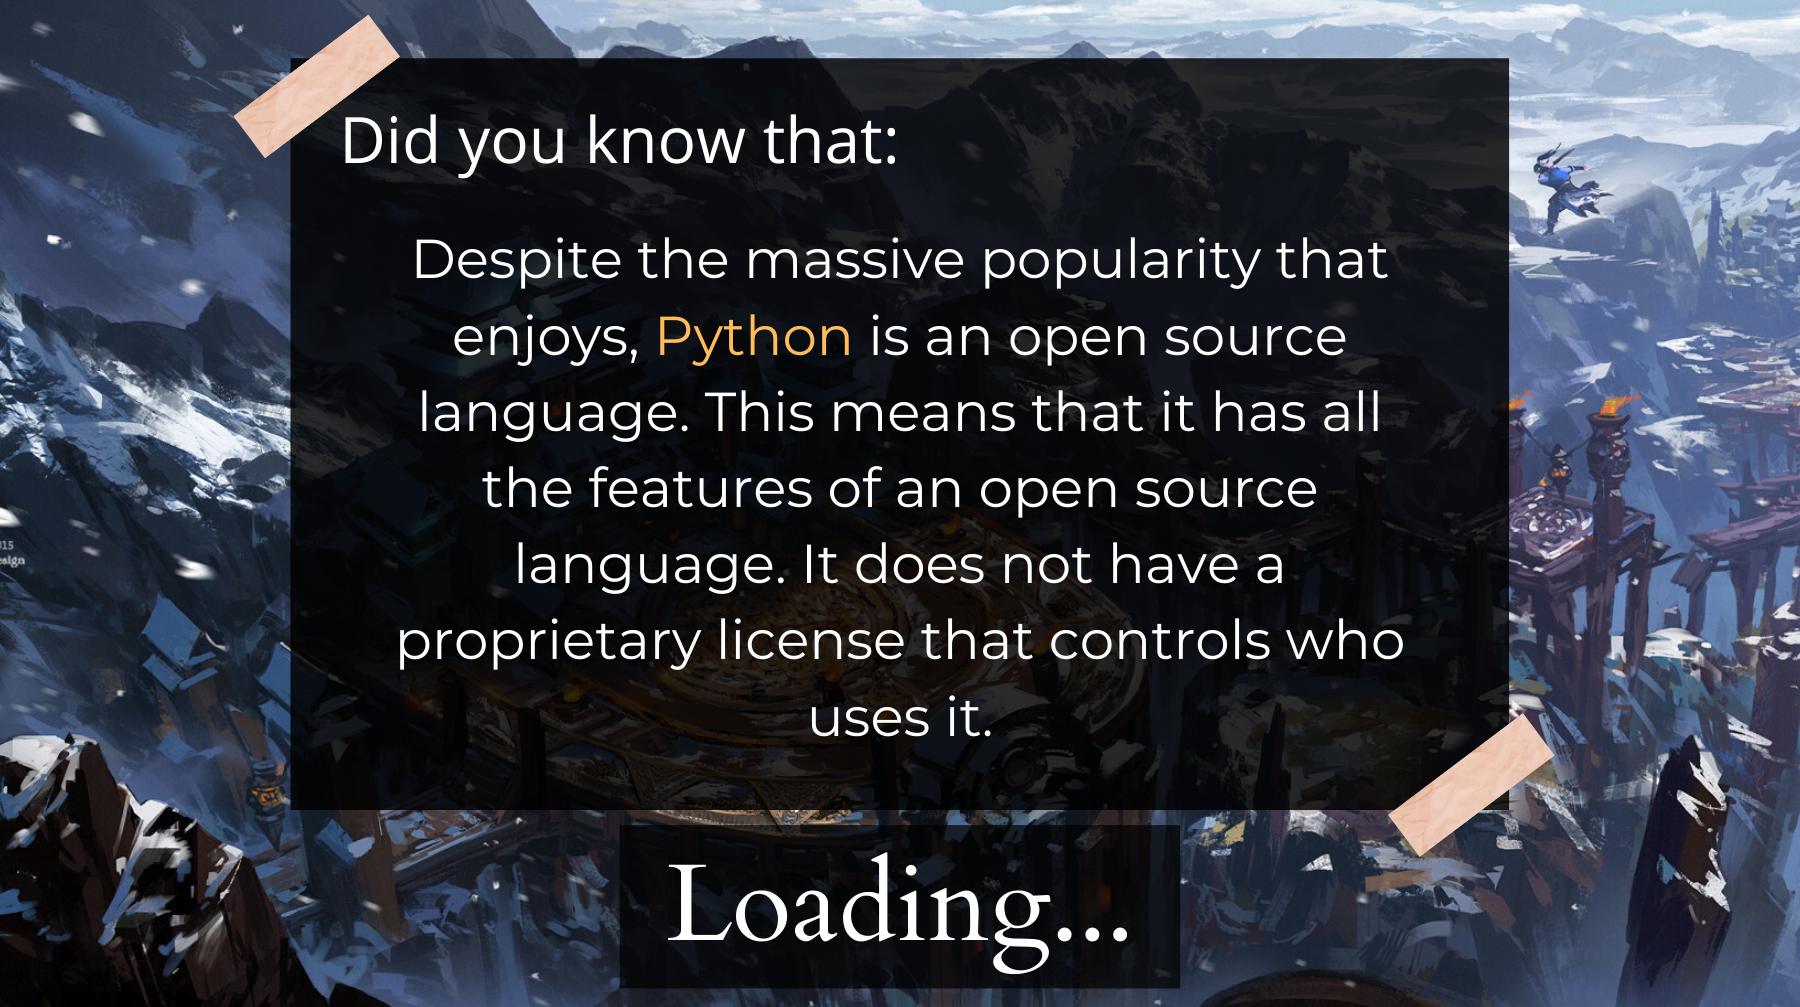 Did you know that:
Despite the massive popularity that
enjoys, Python is an open source
language. This means that it has all
the features of an open source
language. It does not have a
proprietary license that controls who
uses it.
Loading...